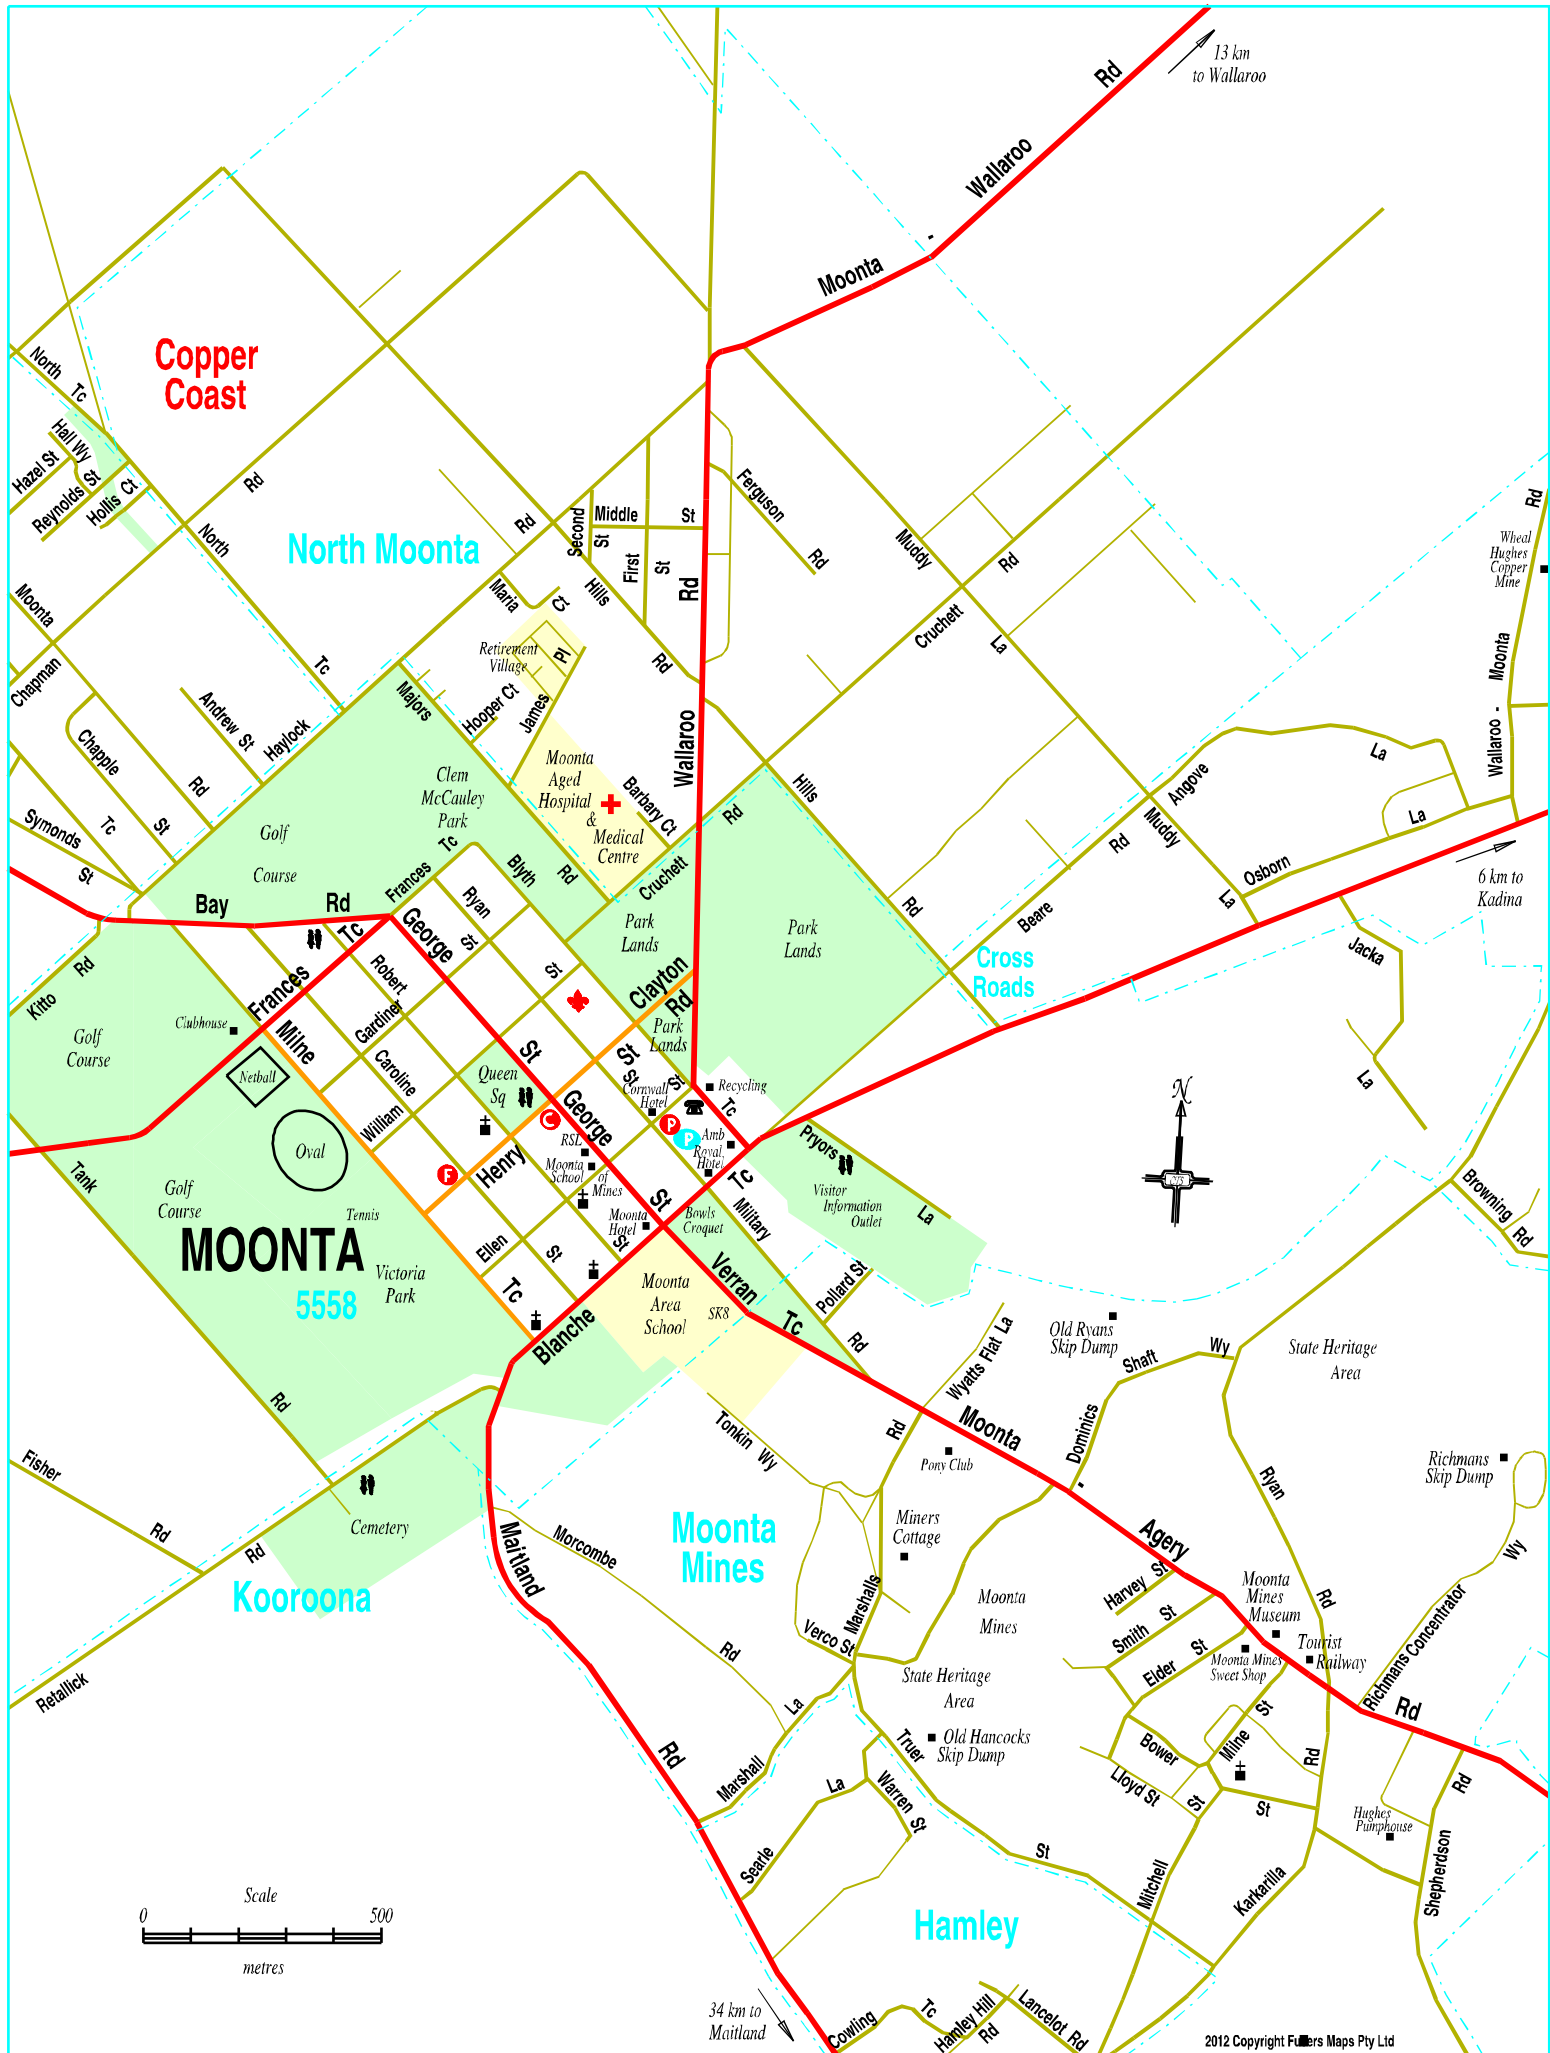 13 km
to Wallaroo
Rd
Wallaroo
-
Moonta
Copper
Coast
North
Tc
Hall Wy
Hazel St
Reynolds St
Hollis Ct
Rd
North
Tc
North Moonta
Rd
Second
St
Middle St
First
St
Hills
Rd
Rd
Wallaroo
Ferguson
Rd
Muddy
La
Rd
Cruchett
Rd
Wheal
Hughes
Copper
Mine
Moonta
-
Wallaroo
Moonta
Chapman
Chapple
St
Andrew St
Rd
Haylock
Symonds
St
Tc
Maria
Ct
Retirement
Village
Pl
James
Hooper Ct
Majors
Rd
Moonta
Aged
Hospital
&
Medical
Centre
Barbary Ct
Cruchett
Rd
Hills
Rd
Angove
La
La
Osborn
Muddy
La
Rd
Beare
6 km to
Kadina
Clem
McCauley
Park
Golf
Course
Bay Rd
Frances
Tc
Blyth
St
Ryan
St
George
St
Tc
Frances
Robert
Gardiner
Park
Lands
Park
Lands
Clayton
Rd
Park
Lands
Cross
Roads
Jacka
La
Kitto
Rd
Golf
Course
Clubhouse
Milne
Netball
Caroline
Queen
Sq
St
St
St
Cornwall
Hotel
Recycling
Tc
Oval
William
Henry
George
St
C
P
P
F
RSL
Moonta
School
of
Mines
Amb
Royal
Hotel
Tc
Pryors
La
Visitor
Information
Outlet
N
Tank
Rd
Golf
Course
Tennis
MOONTA
5558
Victoria
Park
Ellen
St
St
Tc
Moonta
Hotel
Bowls
Croquet
Military
Rd
Verran
Tc
Blanche
Moonta
Area
School
SK8
Pollard St
Browning
Rd
Old Ryans
Skip Dump
Shaft
Wy
Dominics
State Heritage
Area
Wyatts Flat La
Rd
Moonta
-
Agery
Rd
Pony Club
Tonkin Wy
Ryan
Rd
Richmans
Skip Dump
Wy
Richmans Concentrator
Fisher
Rd
Rd
Retallick
Cemetery
Kooroona
Maitland
Rd
Morcombe
Rd
Moonta
Mines
Miners
Cottage
Marshalls
Verco St
Moonta
Mines
State Heritage
Area
Harvey St
Smith St
Elder St
Moonta
Mines
Museum
Moonta Mines
Sweet Shop
Tourist
Railway
Old Hancocks
Skip Dump
Truer
St
La
Marshall
La
Searle
Warren St
Bower
St
Lloyd St
Milne
St
St
Mitchell
Rd
Karkarilla
Hughes
Pumphouse
Rd
Shepherdson
Hamley
Scale
0 500
metres
34 km to
Maitland
Cowling
Tc
Hamley Hill
Rd
Lancelot Rd
2012 Copyright Fullers Maps Pty Ltd